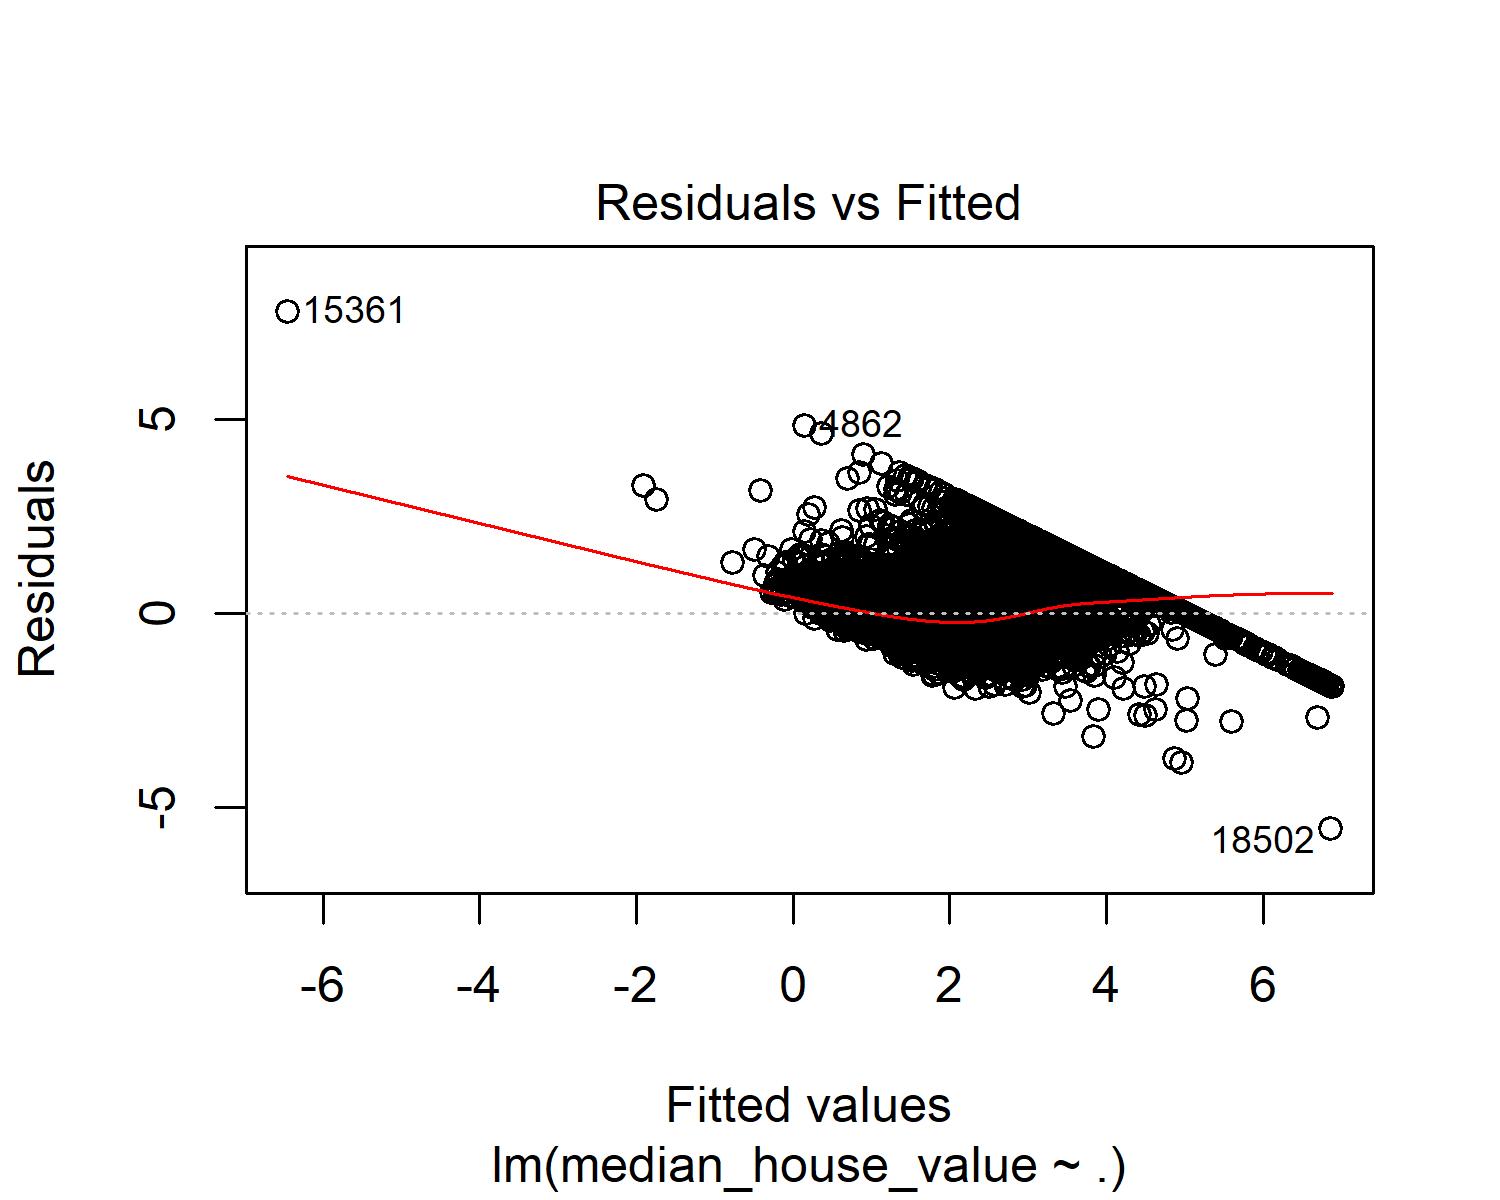 Residuals vs Fitted
15361
4862
18502
Residuals
5
0
-5
-6 -4 -2 0 2 4 6
Fitted values
lm(median_house_value ~ .)